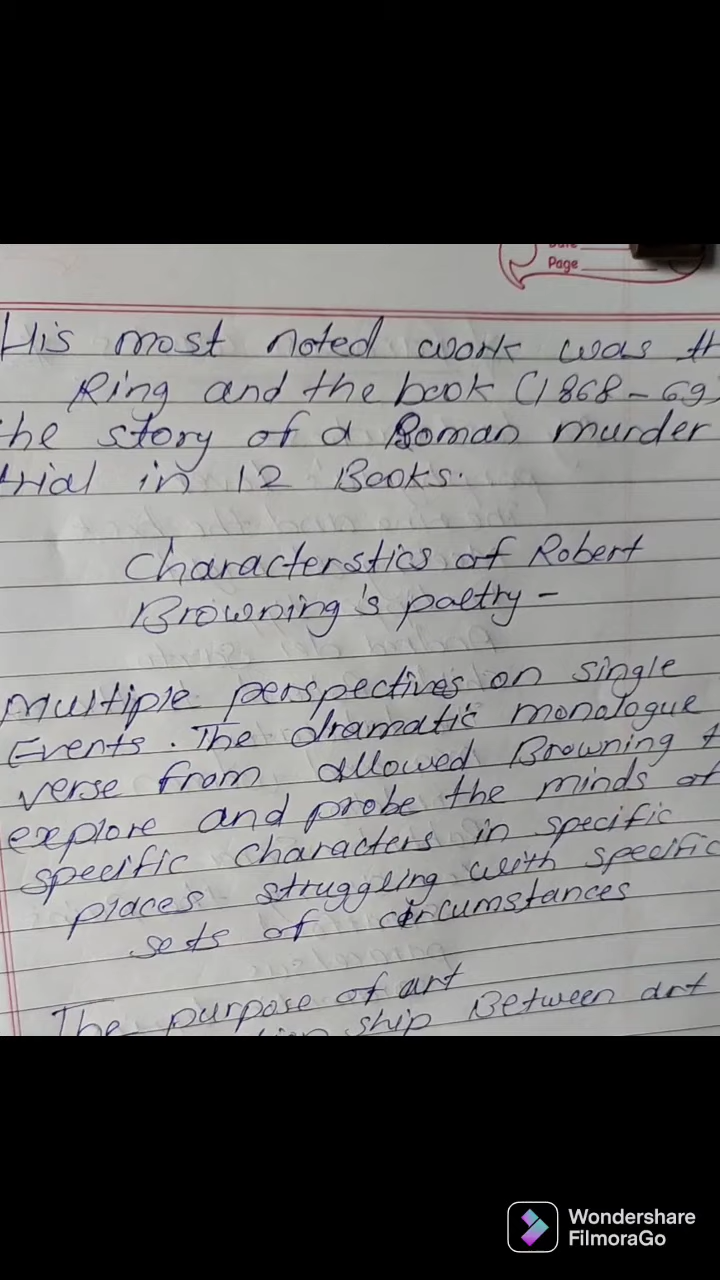 Page
His most noted work was th
Ring and the book (1868-69)
the story of a Roman murder
trial in 12 Books.
Characterstics of Robert
Browning's paetry -
Multiple perspectives on single
Events. The dramatic monologue
verse from allowed Browning t
explore and probe the minds of
specific characters in specific
places struggling with specific
sets of circumstances
The purpose of art
ship Between art
Wondershare
FilmoraGo